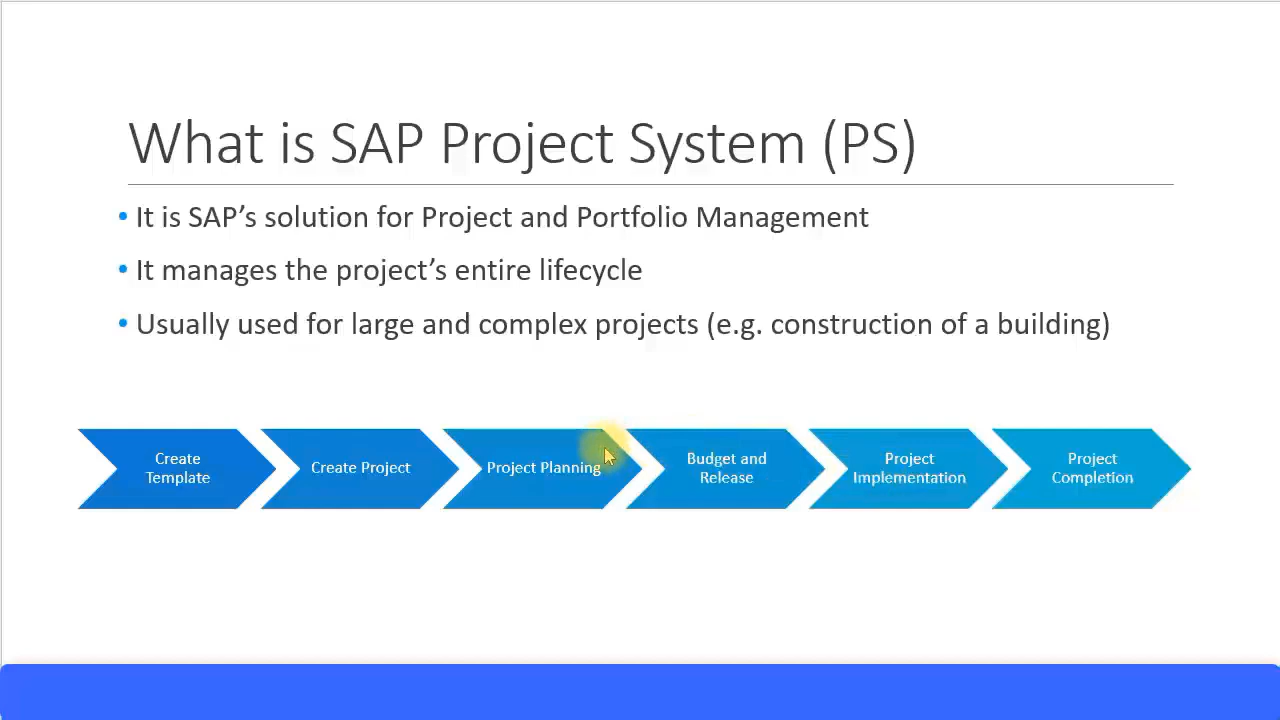 What is SAP Project System (PS)
• It is SAP’s solution for Project and Portfolio Management
• It manages the project’s entire lifecycle
• Usually used for large and complex projects (e.g. construction of a building)
Create
Template
Create Project
Project Planning
Budget and
Release
Project
Implementation
Project
Completion